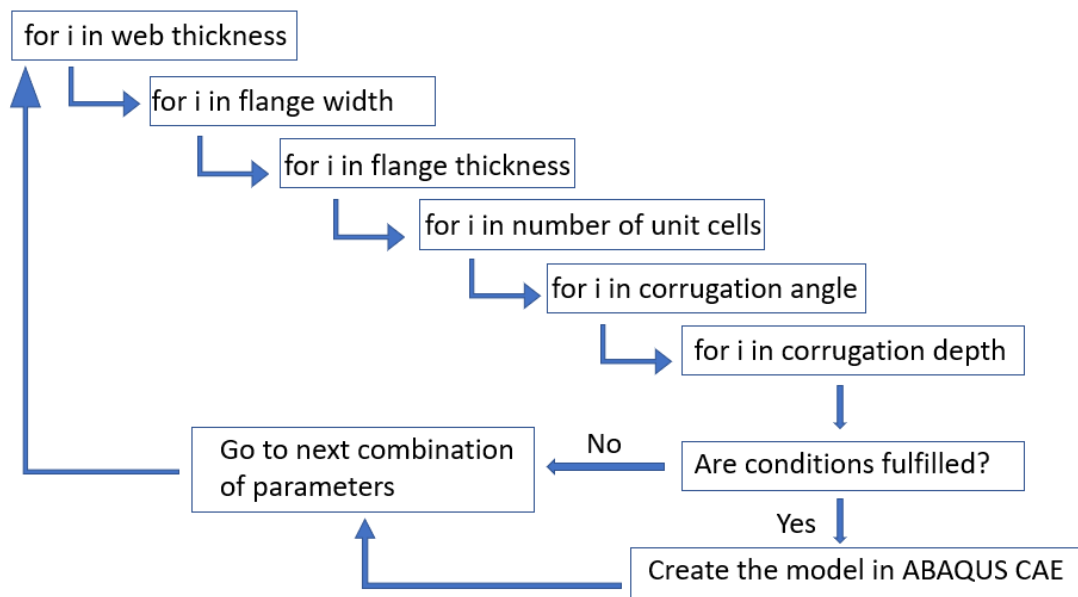 for i in web thickness
for i in flange width
for i in flange thickness
for i in number of unit cells
for i in corrugation angle
for i in corrugation depth
Are conditions fulfilled?
No
Go to next combination
of parameters
Yes
Create the model in ABAQUS CAE